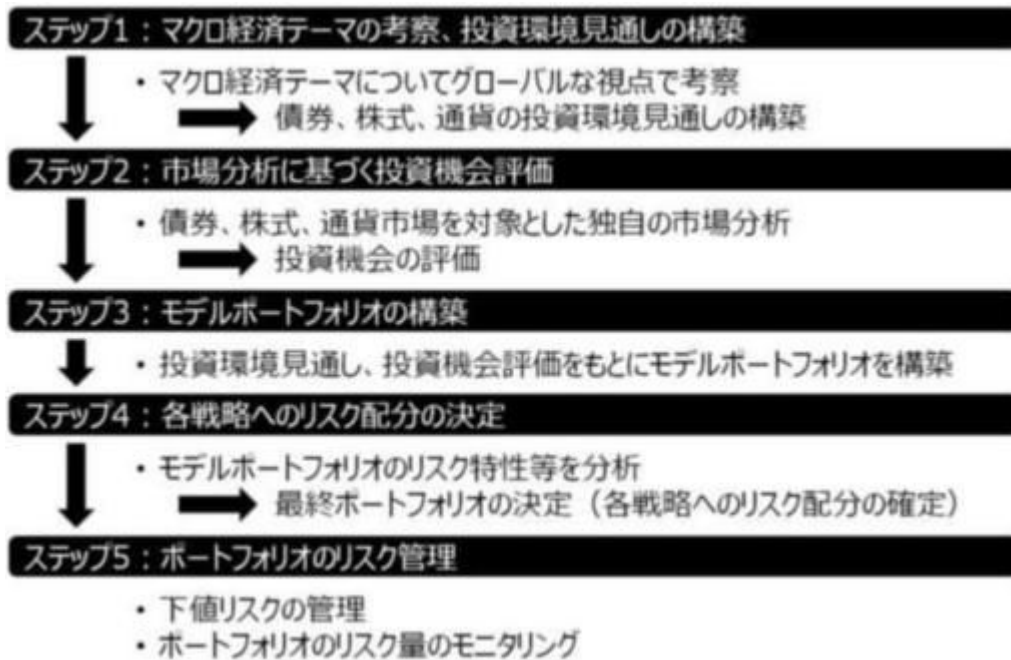 ステップ1：マクロ経済テーマの考察、投資環境見通しの構築
・マクロ経済テーマについてグローバルな視点で考察
債券、株式、通貨の投資環境見通しの構築
ステップ2：市場分析に基づく投資機会評価
・債券、株式、通貨市場を対象とした独自の市場分析
投資機会の評価
ステップ3：モデルポートフォリオの構築
・投資環境見通し、投資機会評価をもとにモデルポートフォリオを構築
ステップ4：各戦略へのリスク配分の決定
・モデルポートフォリオのリスク特性等を分析
最終ポートフォリオの決定（各戦略へのリスク配分の確定）
ステップ5：ポートフォリオのリスク管理
・下値リスクの管理
・ポートフォリオのリスク量のモニタリング